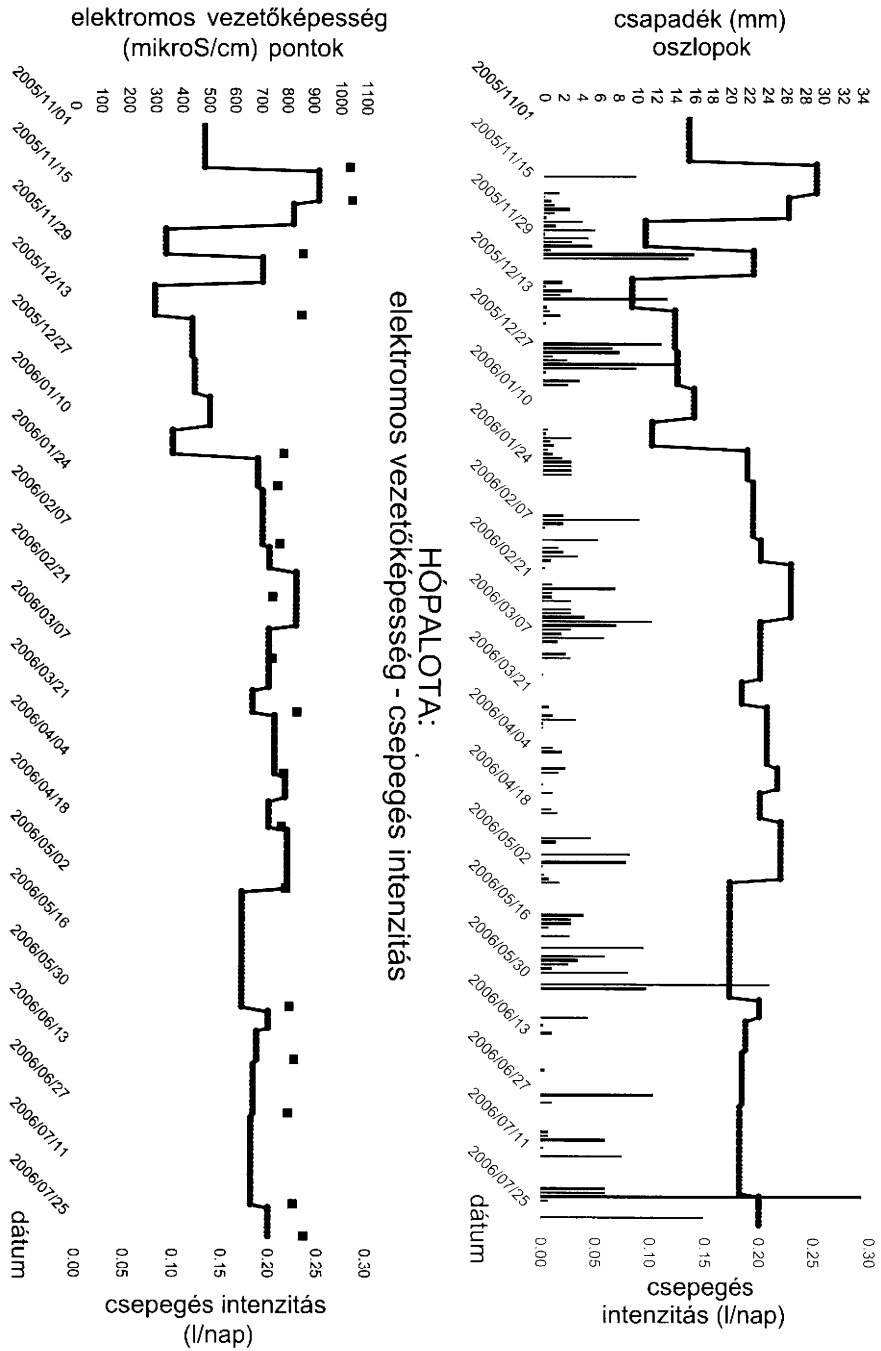 csapadék (mm)
oszlopok
0 2 4 6 8 10 12 14 16 18 20 22 24 26 28 30 32 34
2005/11/01
2005/11/15
2005/11/29
2005/12/13
2005/12/27
2006/01/10
2006/01/24
2006/02/07
2006/02/21
2006/03/07
2006/03/21
2006/04/04
2006/04/18
2006/05/02
2006/05/16
2006/05/30
2006/06/13
2006/06/27
2006/07/11
2006/07/25
dátum
0.00 0.05 0.10 0.15 0.20 0.25 0.30
csepegés
intenzitás (l/nap)
HÓPALOTA:
elektromos vezetőképesség - csepegés intenzitás
elektromos vezetőképesség
(mikroS/cm) pontok
0 100 200 300 400 500 600 700 800 900 1000 1100
2005/11/01
2005/11/15
2005/11/29
2005/12/13
2005/12/27
2006/01/10
2006/01/24
2006/02/07
2006/02/21
2006/03/07
2006/03/21
2006/04/04
2006/04/18
2006/05/02
2006/05/16
2006/05/30
2006/06/13
2006/06/27
2006/07/11
2006/07/25
dátum
0.00 0.05 0.10 0.15 0.20 0.25 0.30
csepegés intenzitás
(l/nap)